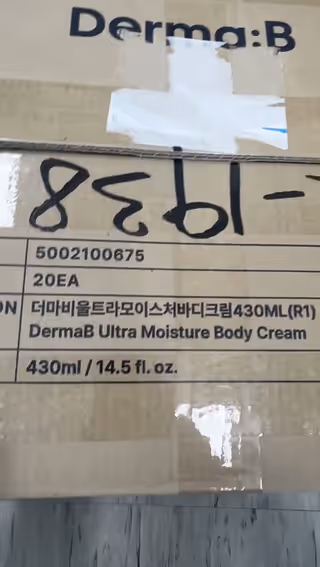 Derma:B
5002100675
20EA
ON 더마비울트라모이스처바디크림430ML(R1)
DermaB Ultra Moisture Body Cream
430ml / 14.5 fl. oz.